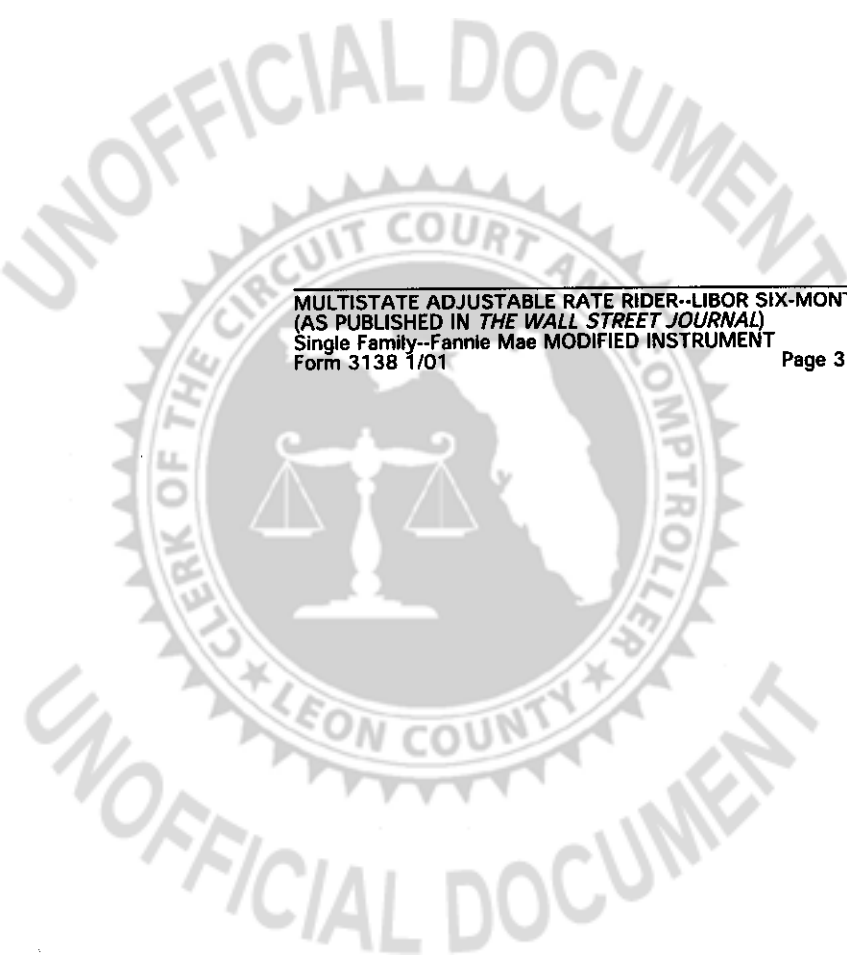 UNOFFICIAL DOCUMENT
CLERK OF THE CIRCUIT COURT AND COMPTROLLER
MULTISTATE ADJUSTABLE RATE RIDER--LIBOR SIX-MONT
(AS PUBLISHED IN THE WALL STREET JOURNAL)
Single Family--Fannie Mae MODIFIED INSTRUMENT
Form 3138 1/01 Page 3
★ LEON COUNTY ★
UNOFFICIAL DOCUMENT